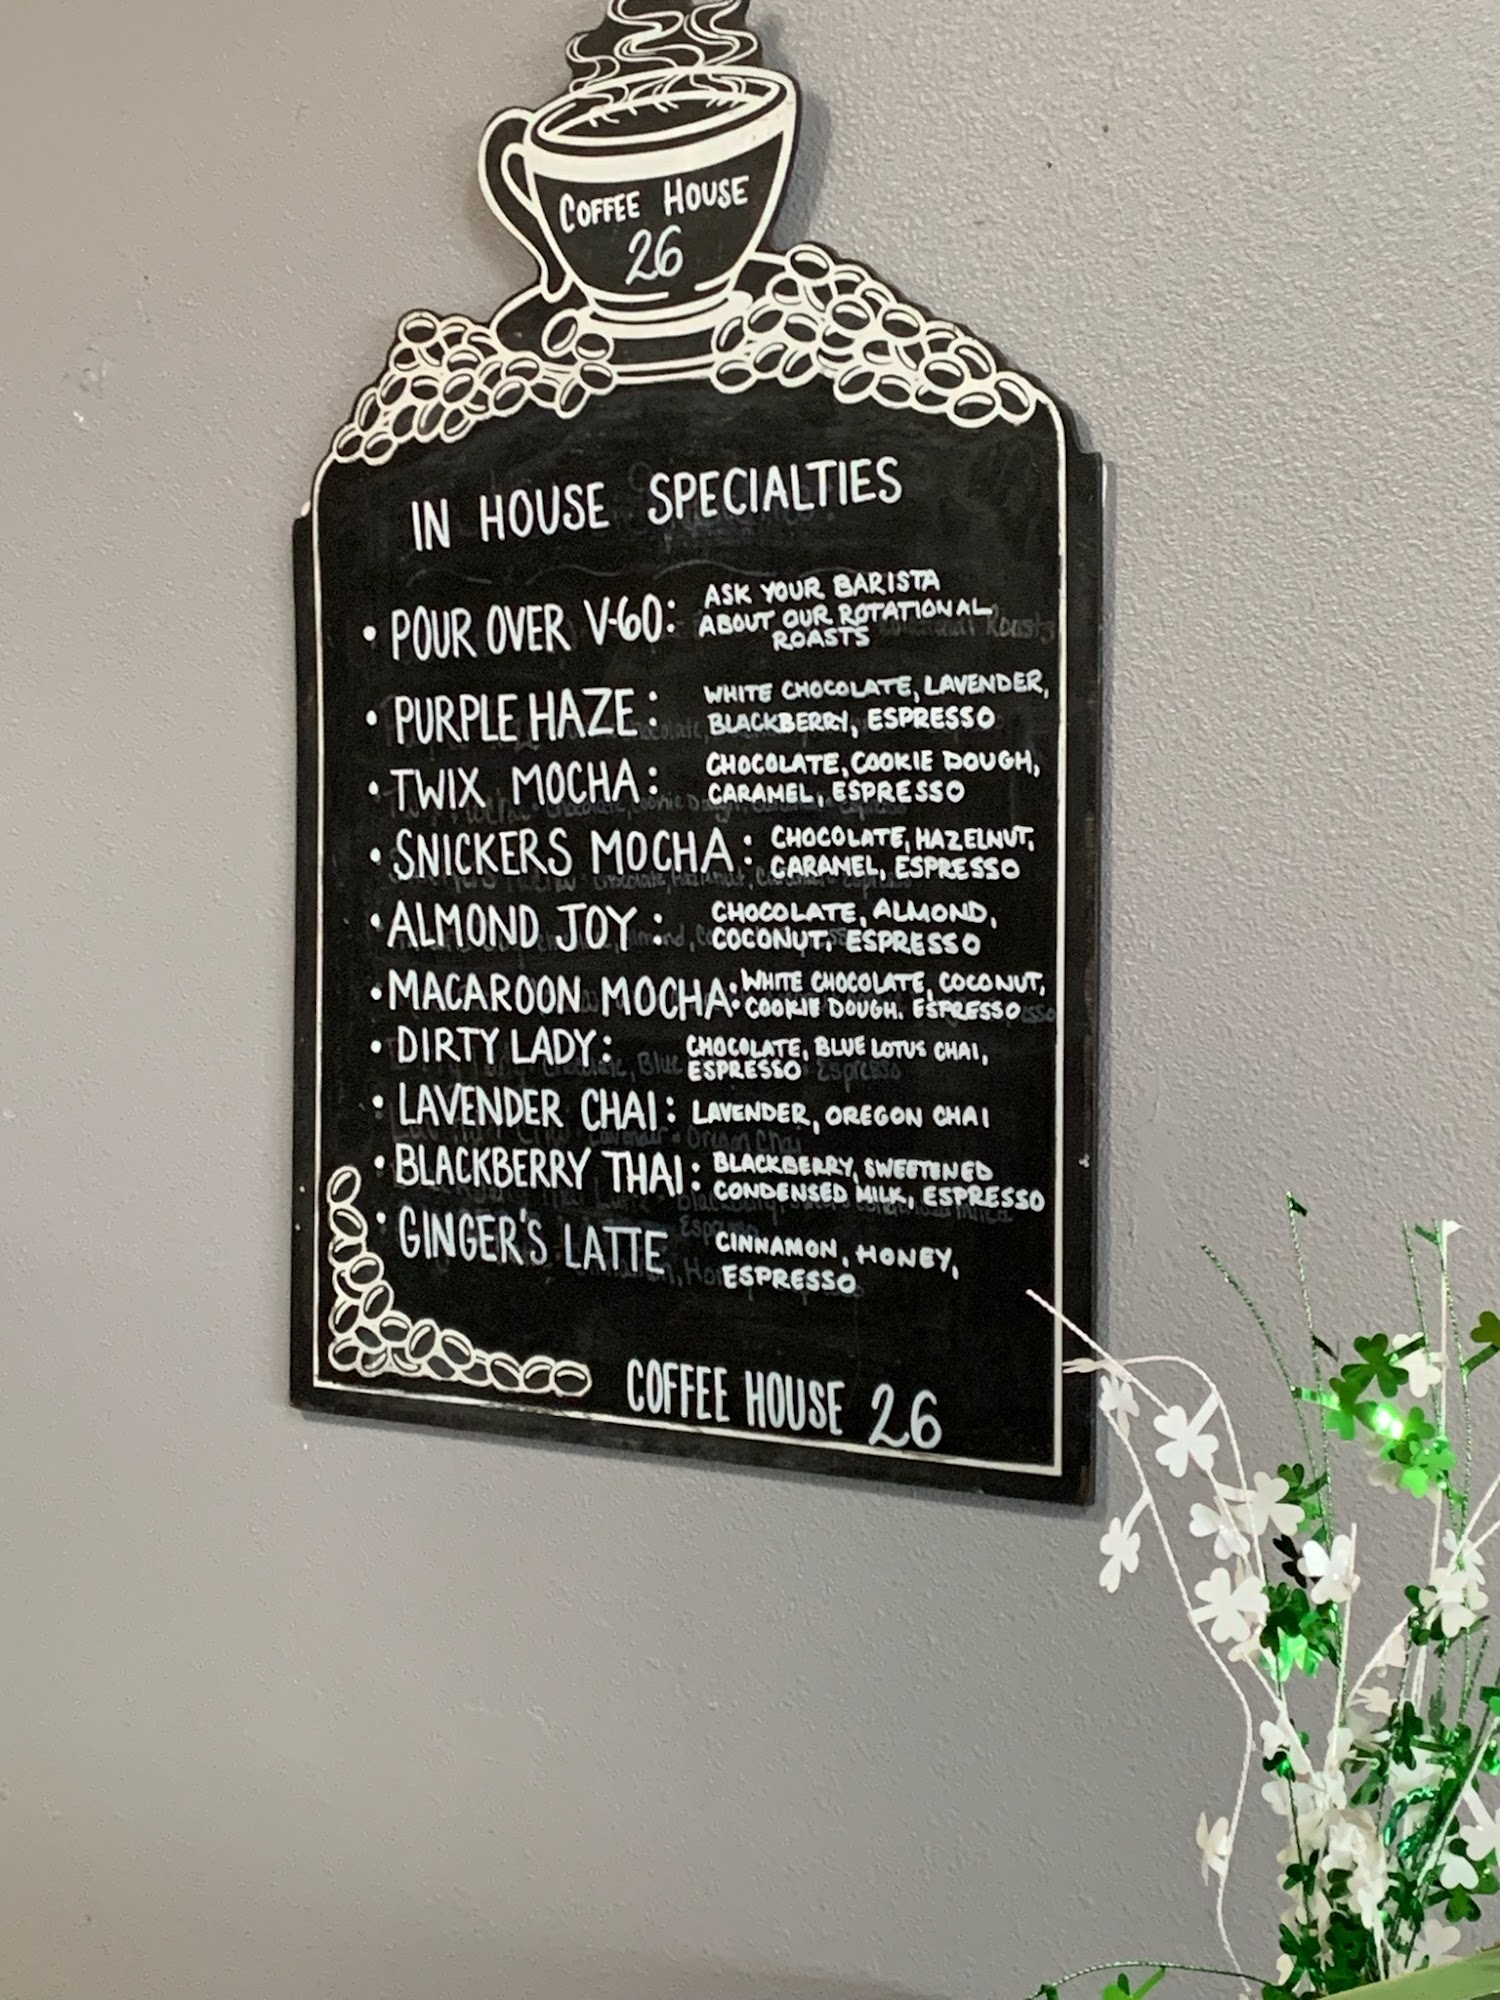 COFFEE HOUSE
26
IN HOUSE SPECIALTIES
• POUR OVER V-60: ASK YOUR BARISTA
ABOUT OUR ROTATIONAL
ROASTS
• PURPLE HAZE: WHITE CHOCOLATE, LAVENDER,
BLACKBERRY, ESPRESSO
• TWIX MOCHA: CHOCOLATE, COOKIE DOUGH,
CARAMEL, ESPRESSO
• SNICKERS MOCHA: CHOCOLATE, HAZELNUT,
CARAMEL, ESPRESSO
• ALMOND JOY: CHOCOLATE, ALMOND,
COCONUT, ESPRESSO
• MACAROON MOCHA: WHITE CHOCOLATE, COCONUT,
COOKIE DOUGH. ESPRESSO
• DIRTY LADY: CHOCOLATE, BLUE LOTUS CHAI,
ESPRESSO
• LAVENDER CHAI: LAVENDER, OREGON CHAI
• BLACKBERRY THAI: BLACKBERRY, SWEETENED
CONDENSED MILK, ESPRESSO
• GINGER'S LATTE CINNAMON, HONEY,
ESPRESSO
COFFEE HOUSE 26